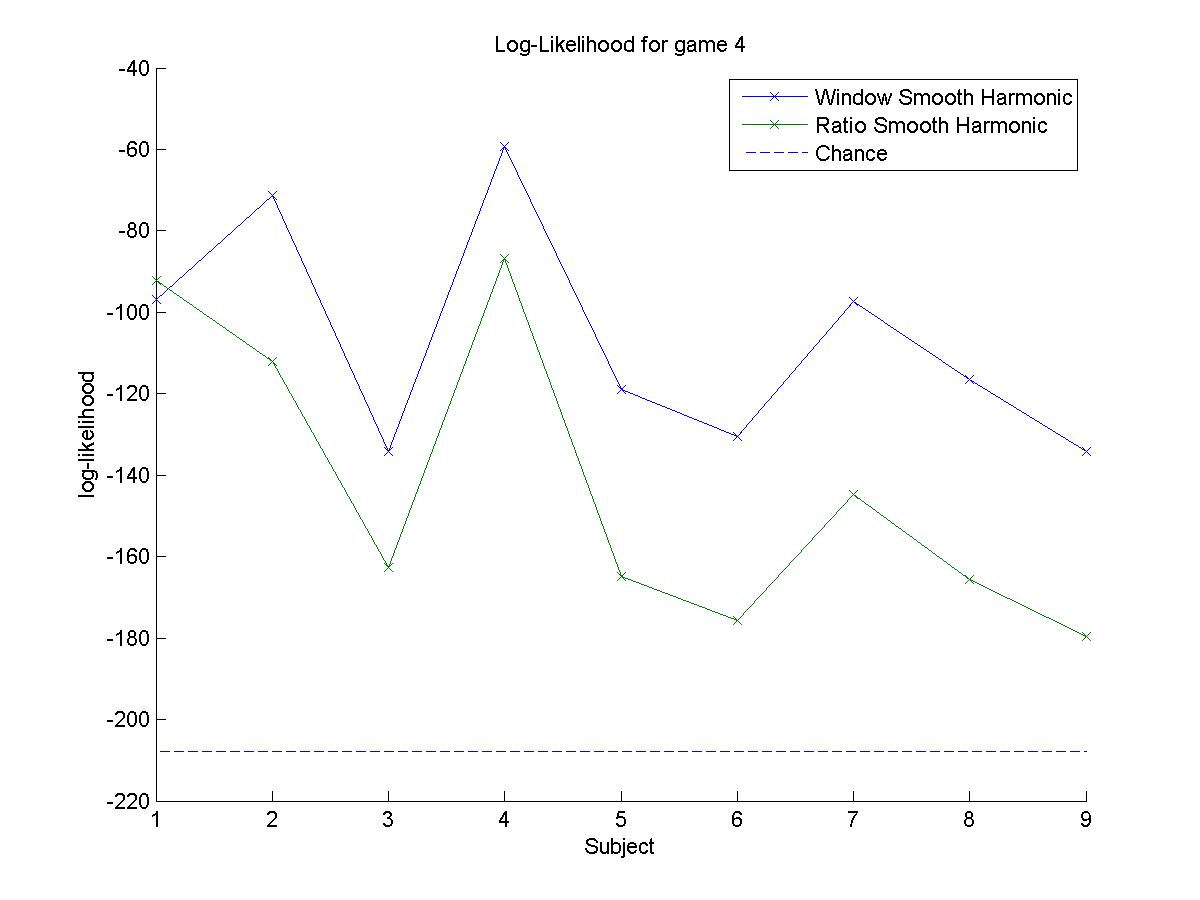 Log-Likelihood for game 4
-40
-60
-80
-100
-120
-140
-160
-180
-200
-220
log-likelihood
Window Smooth Harmonic
Ratio Smooth Harmonic
Chance
1 2 3 4 5 6 7 8 9
Subject